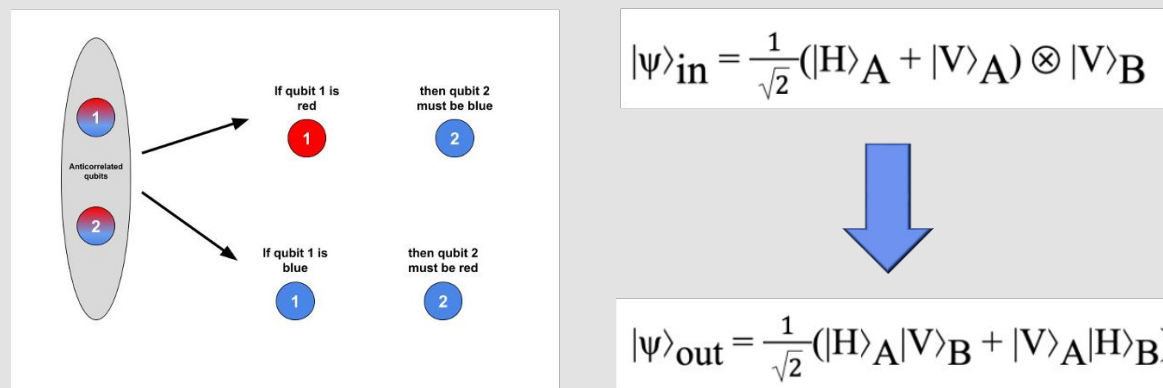 1
Anticorrelated
qubits
2
If qubit 1 is
red
1
then qubit 2
must be blue
2
If qubit 1 is
blue
1
then qubit 2
must be red
2
|ψ⟩in = 1/√2(|H⟩A + |V⟩A) ⊗ |V⟩B
|ψ⟩out = 1/√2(|H⟩A|V⟩B + |V⟩A|H⟩B)